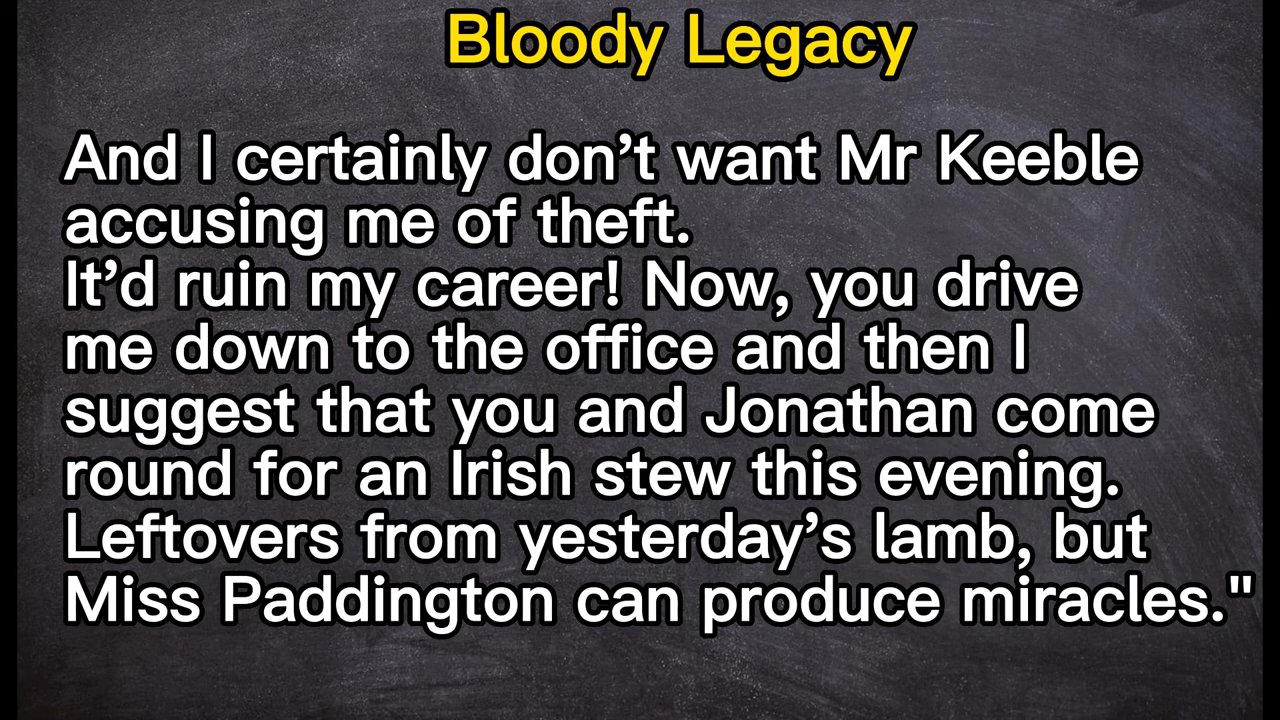 Bloody Legacy
And I certainly don’t want Mr Keeble
accusing me of theft.
It’d ruin my career! Now, you drive
me down to the office and then I
suggest that you and Jonathan come
round for an Irish stew this evening.
Leftovers from yesterday’s lamb, but
Miss Paddington can produce miracles."